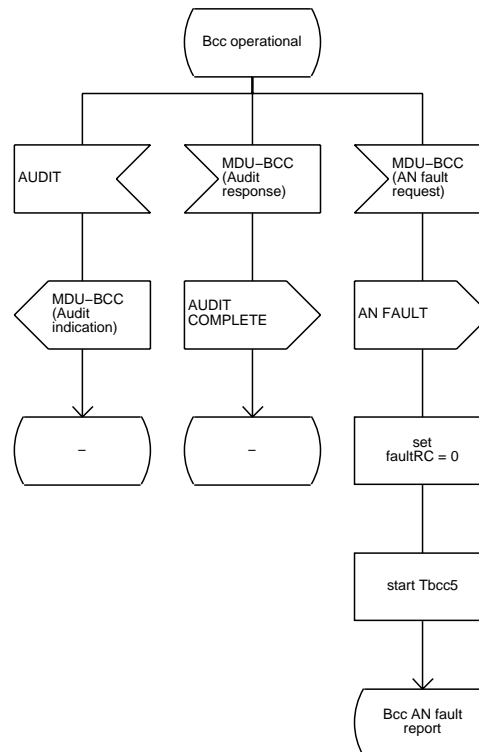 Bcc operational
AUDIT
MDU–BCC
(Audit
response)
MDU–BCC
(AN fault
request)
MDU–BCC
(Audit
indication)
AUDIT
COMPLETE
AN FAULT
–
–
set
faultRC = 0
start Tbcc5
Bcc AN fault
report